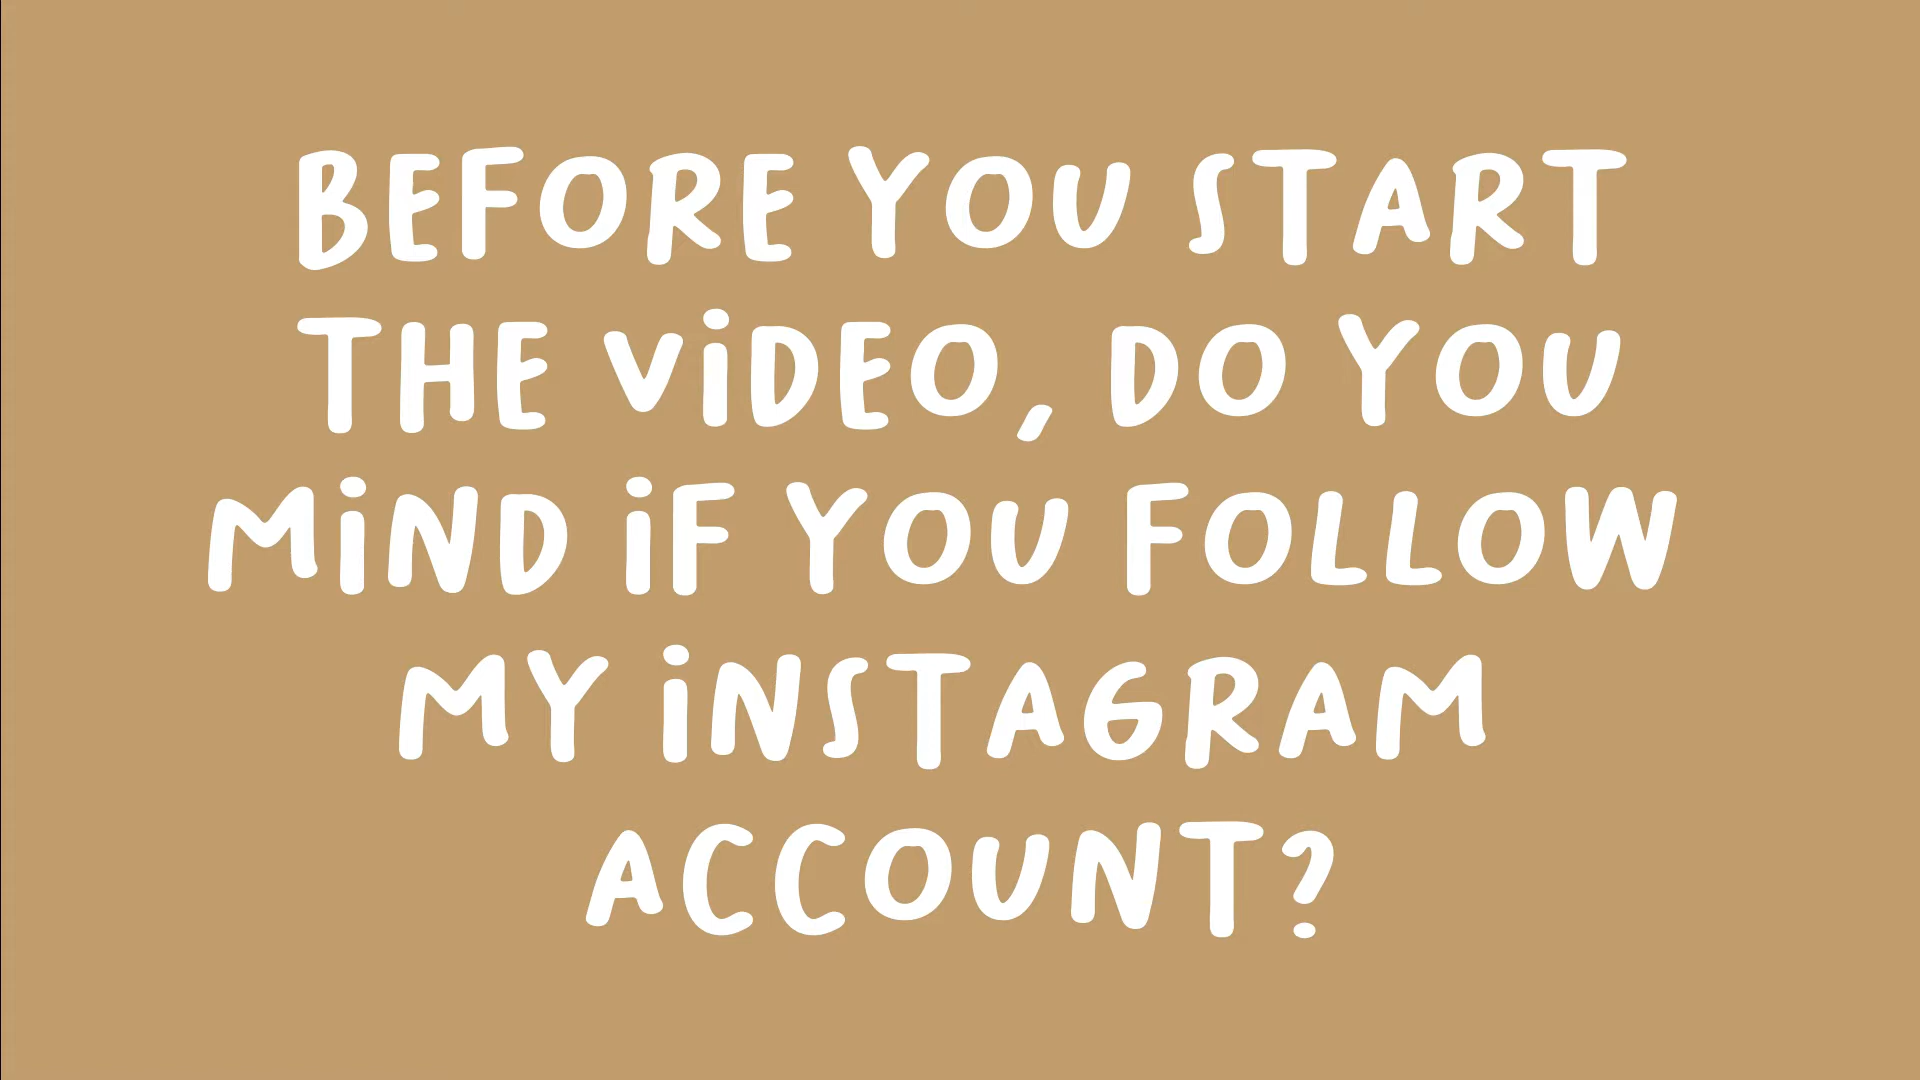 BEFORE YOU START
THE ViDEO, DO YOU
MiND iF YOU FOLLOW
MY iNSTAGRAM
ACCOUNT?